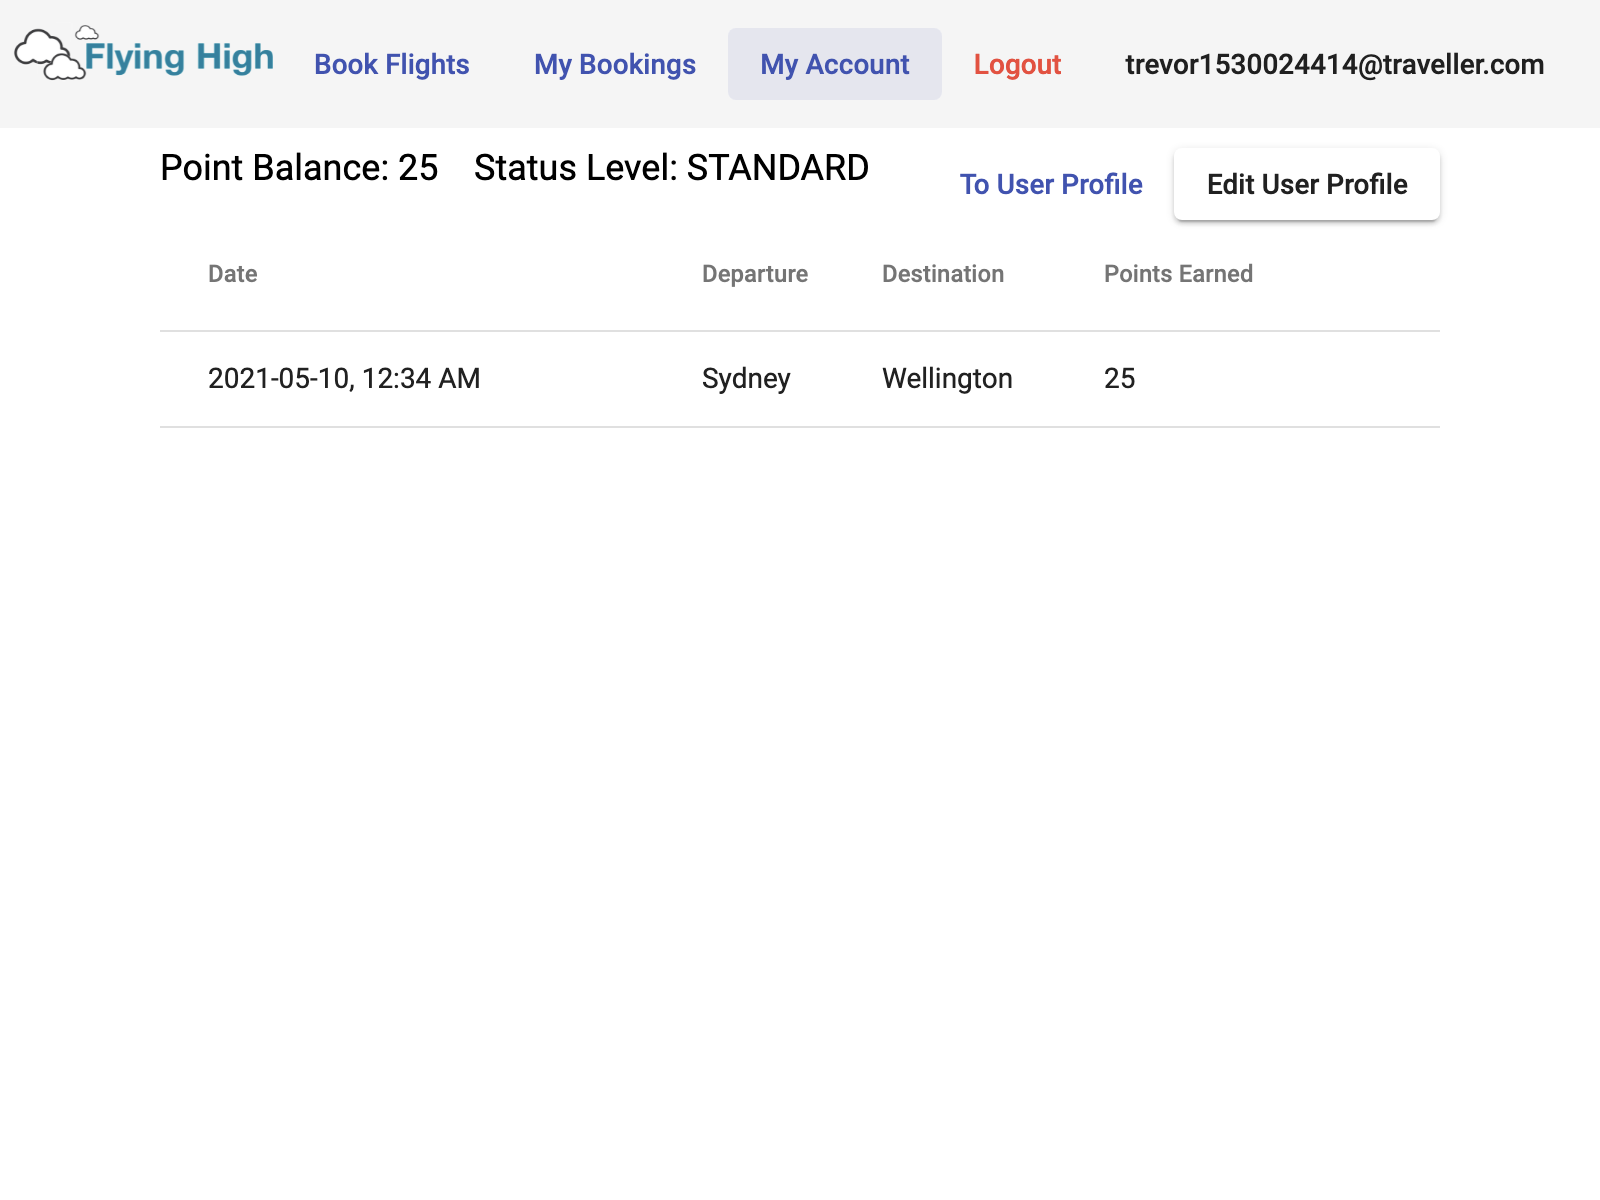 Flying High Book Flights My Bookings My Account Logout trevor1530024414@traveller.com
Point Balance: 25 Status Level: STANDARD To User Profile Edit User Profile
Date Departure Destination Points Earned
2021-05-10, 12:34 AM Sydney Wellington 25